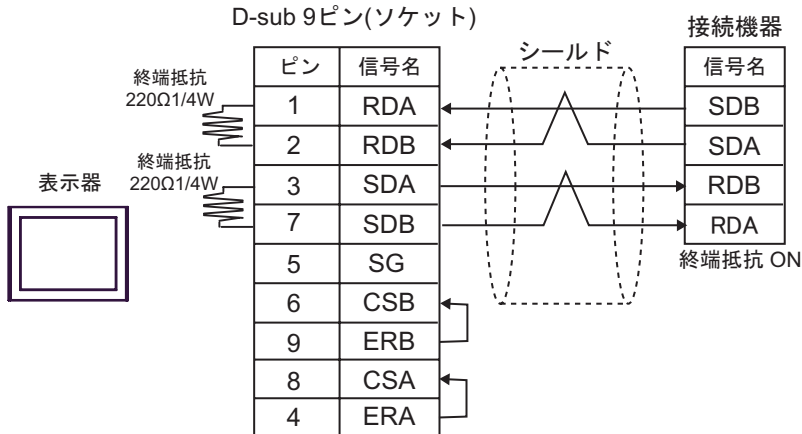 D-sub 9ピン(ソケット)
接続機器
シールド
ピン 信号名
信号名
終端抵抗
220Ω1/4W
1 RDA
SDB
2 RDB
SDA
終端抵抗
220Ω1/4W
表示器
3 SDA
RDB
7 SDB
RDA
5 SG
終端抵抗 ON
6 CSB
9 ERB
8 CSA
4 ERA